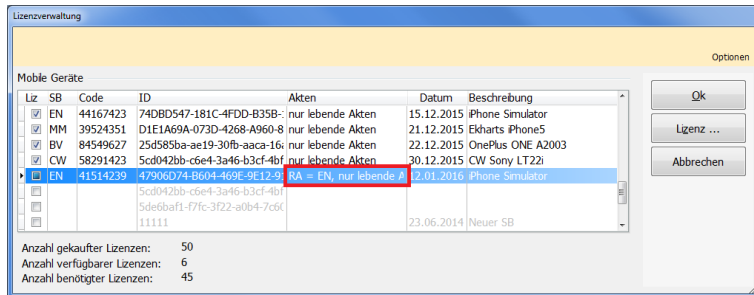 Lizenzverwaltung
Optionen
Mobile Geräte
Liz SB Code ID Akten Datum Beschreibung
EN 44167423 74DBD547-181C-4FDD-B35B- nur lebende Akten 15.12.2015 iPhone Simulator
MM 39524351 D1E1A69A-073D-4268-A960-8 nur lebende Akten 21.12.2015 Ekharts iPhone5
BV 84549627 25d585ba-ae19-30fb-aaca-16 nur lebende Akten 22.12.2015 OnePlus ONE A2003
CW 58291423 5cd042bb-c6e4-3a46-b3cf-4bf nur lebende Akten 30.12.2015 CW Sony LT22i
EN 41514239 47906D74-B604-469E-9E12-91 RA = EN, nur lebende A 12.01.2016 iPhone Simulator
5cd042bb-c6e4-3a46-b3cf-4bf
5de6baf1-f7fc-3f22-a0b4-7c60
11111 23.06.2014 Neuer SB
Ok
Lizenz ...
Abbrechen
Anzahl gekaufter Lizenzen: 50
Anzahl verfügbarer Lizenzen: 6
Anzahl benötigter Lizenzen: 45